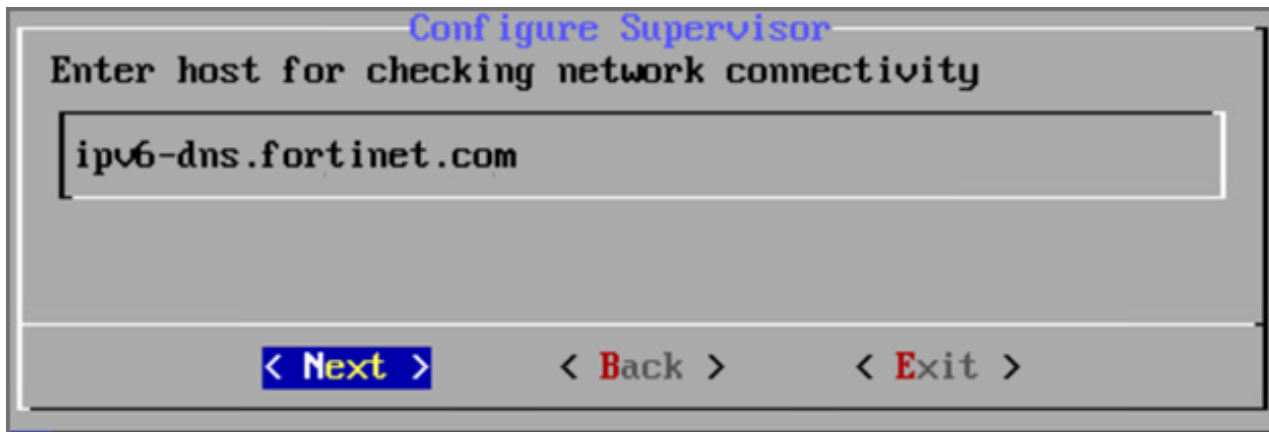 Configure Supervisor
Enter host for checking network connectivity
ipv6-dns.fortinet.com
< Next > < Back > < Exit >